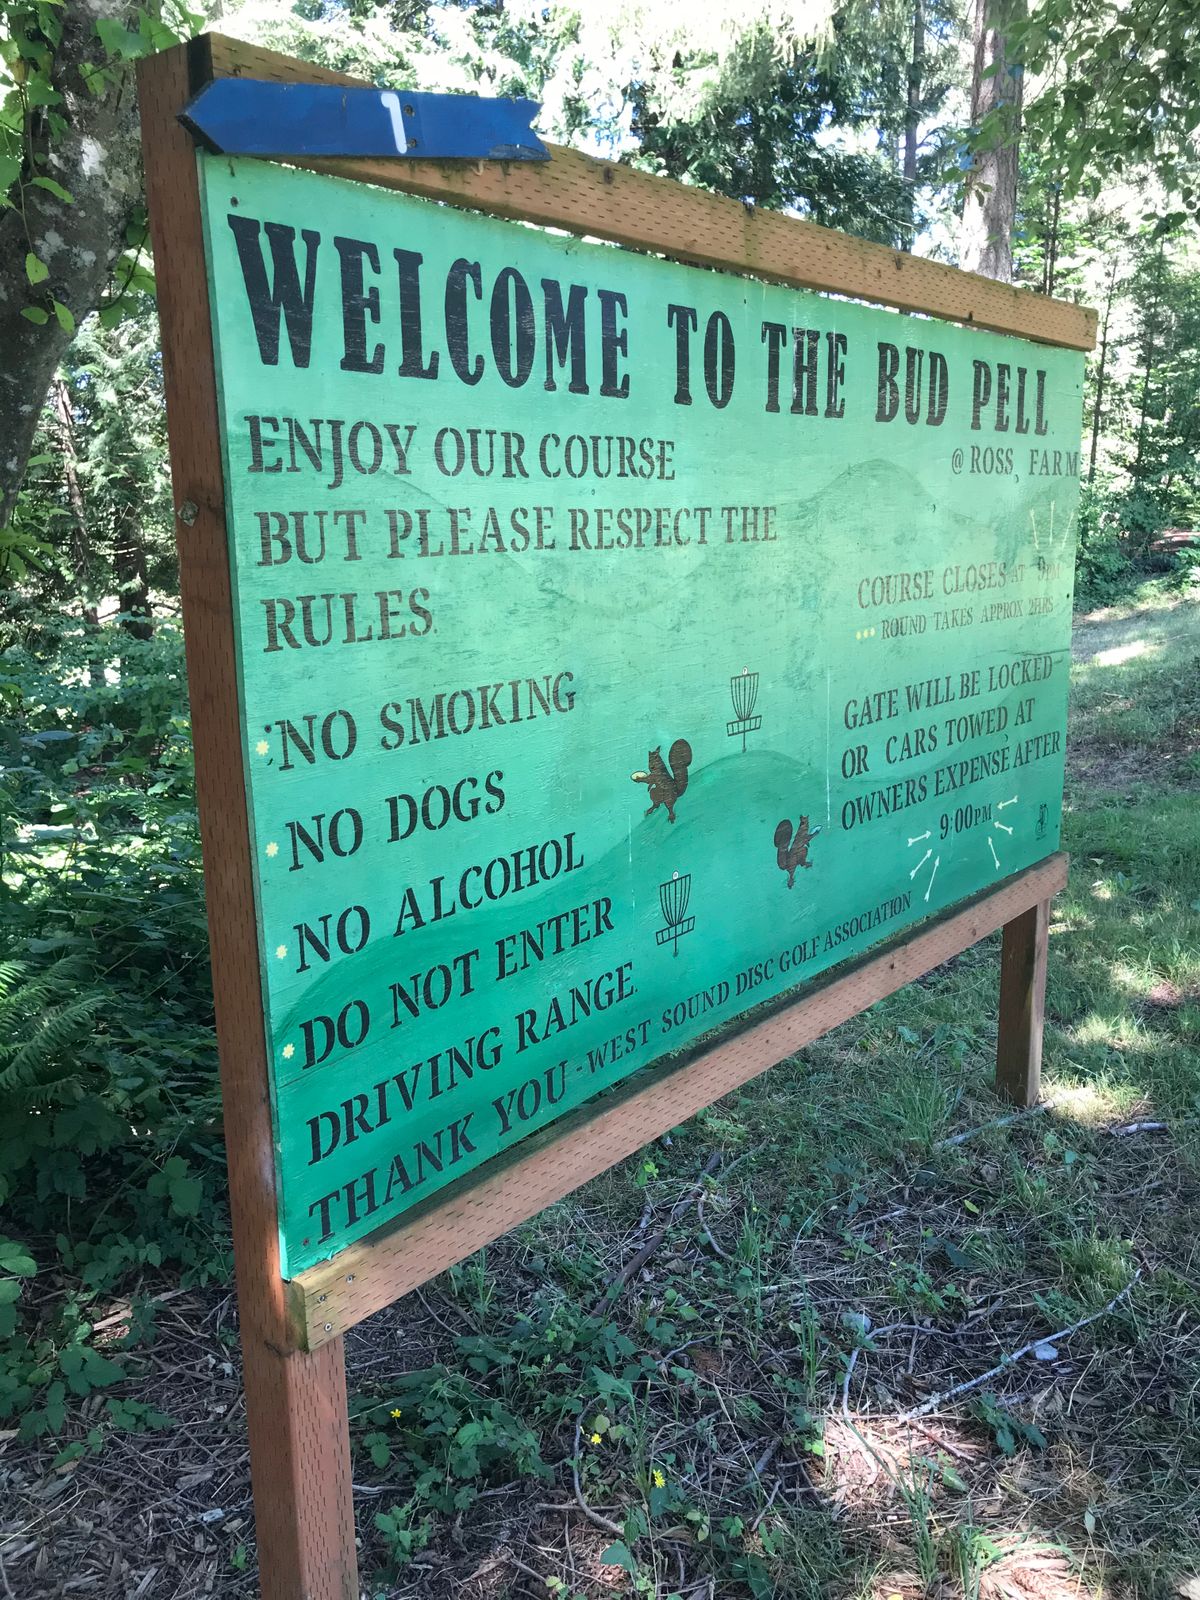 1
WELCOME TO THE BUD PELL
@ ROSS FARM
ENJOY OUR COURSE
BUT PLEASE RESPECT THE
RULES
NO SMOKING
NO DOGS
NO ALCOHOL
DO NOT ENTER
DRIVING RANGE
THANK YOU - WEST SOUND DISC GOLF ASSOCIATION
COURSE CLOSES AT 9PM
ROUND TAKES APPROX 2HRS
GATE WILL BE LOCKED
OR CARS TOWED AT
OWNERS EXPENSE AFTER
9:00PM